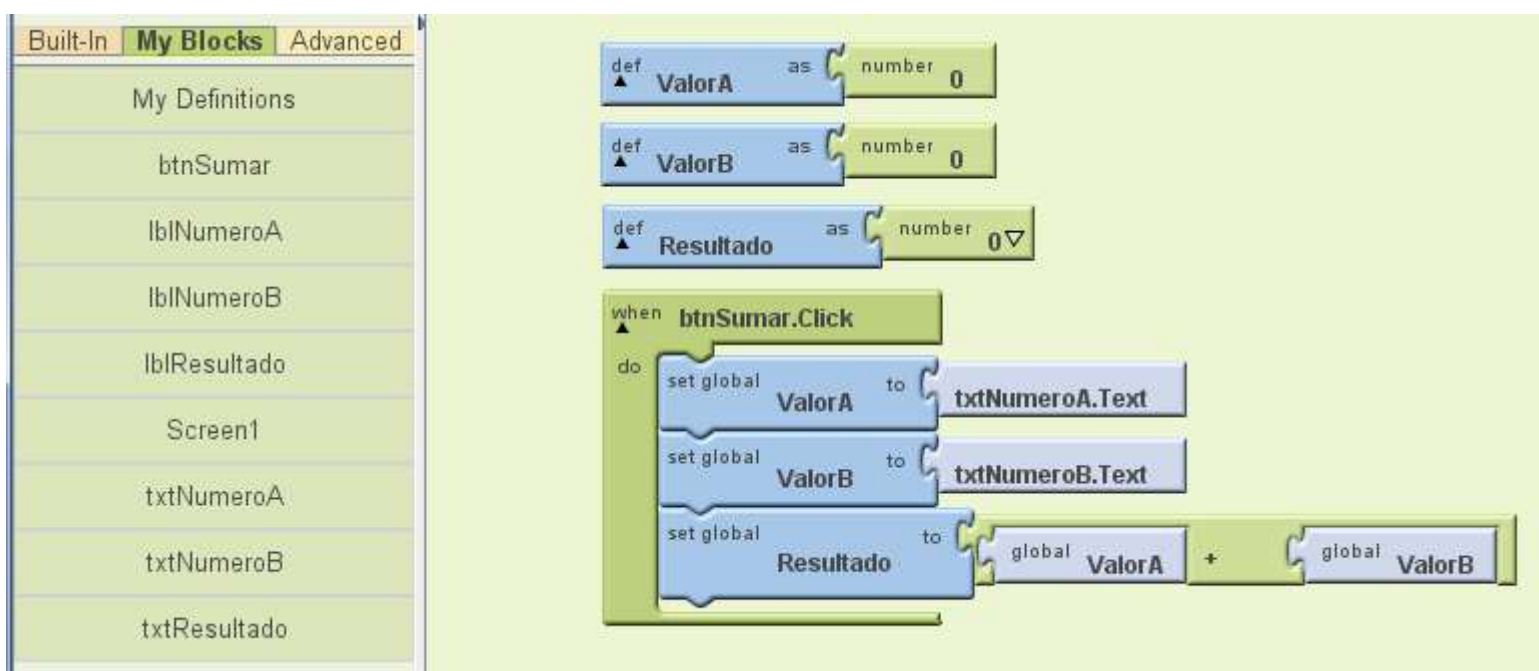 Built-In My Blocks Advanced
My Definitions
btnSumar
lblNumeroA
lblNumeroB
lblResultado
Screen1
txtNumeroA
txtNumeroB
txtResultado
def ValorA as number 0
def ValorB as number 0
def Resultado as number 0
when btnSumar.Click
do set global ValorA to txtNumeroA.Text
set global ValorB to txtNumeroB.Text
set global Resultado to global ValorA + global ValorB